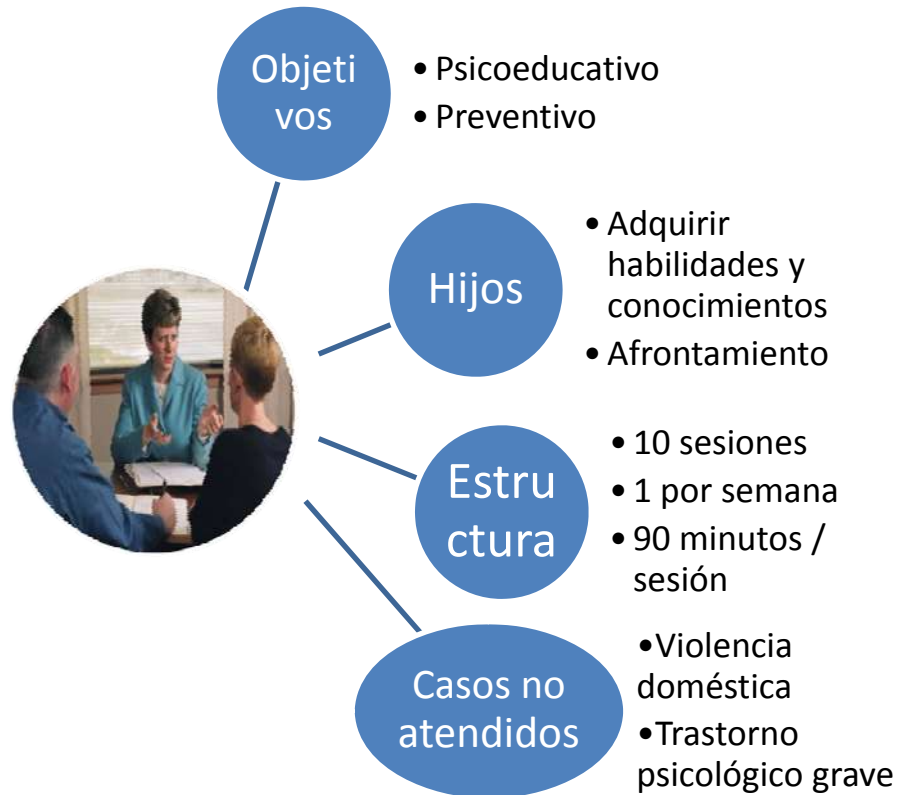 Objeti
vos
• Psicoeducativo
• Preventivo
Hijos
• Adquirir
habilidades y
conocimientos
• Afrontamiento
Estru
ctura
• 10 sesiones
• 1 por semana
• 90 minutos /
sesión
Casos no
atendidos
•Violencia
doméstica
•Trastorno
psicológico grave